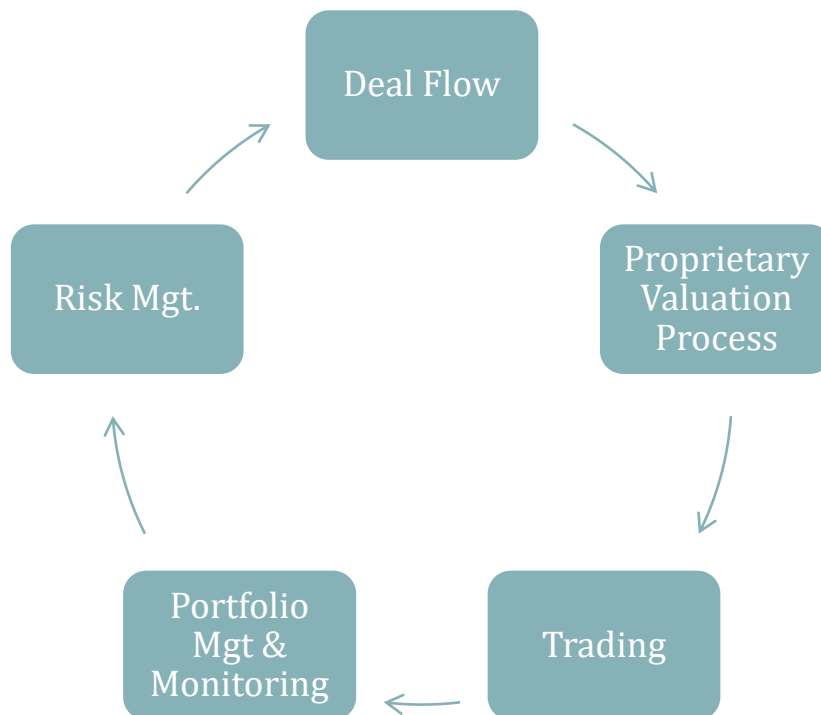 Deal Flow
Proprietary
Valuation
Process
Trading
Portfolio
Mgt &
Monitoring
Risk Mgt.